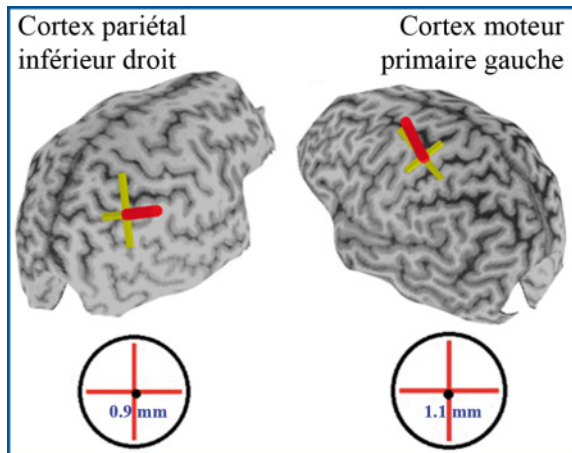 Cortex pariétal
inférieur droit
Cortex moteur
primaire gauche
0.9 mm
1.1 mm